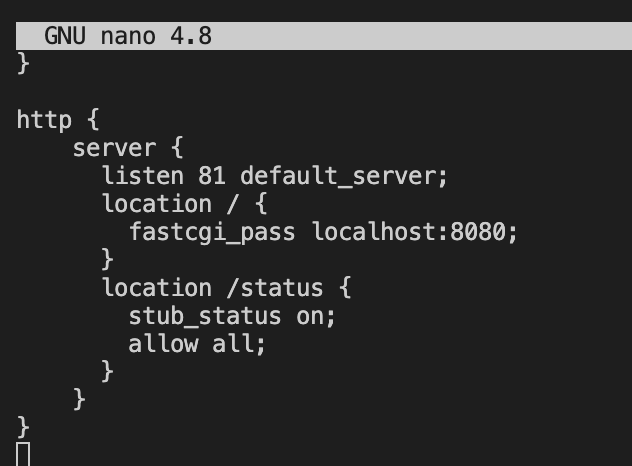 GNU nano 4.8
}
http {
    server {
      listen 81 default_server;
      location / {
        fastcgi_pass localhost:8080;
      }
      location /status {
        stub_status on;
        allow all;
      }
    }
}